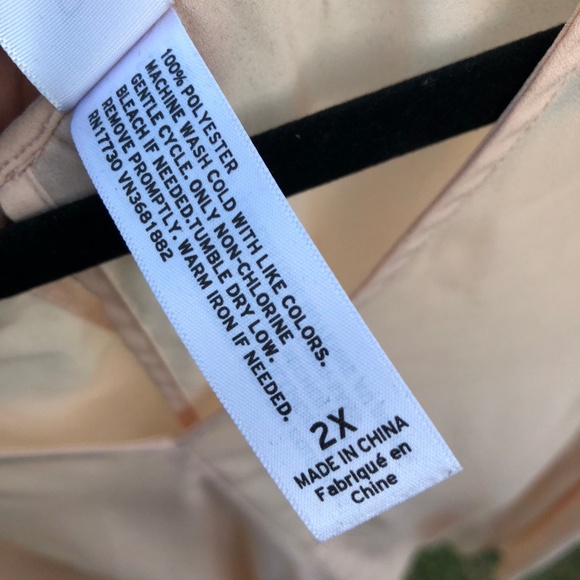 100% POLYESTER
MACHINE WASH COLD WITH LIKE COLORS.
GENTLE CYCLE. ONLY NON-CHLORINE
BLEACH IF NEEDED.TUMBLE DRY LOW.
REMOVE PROMPTLY. WARM IRON IF NEEDED.
RN17730 VN3681882
2X
MADE IN CHINA
Fabriqué en
Chine